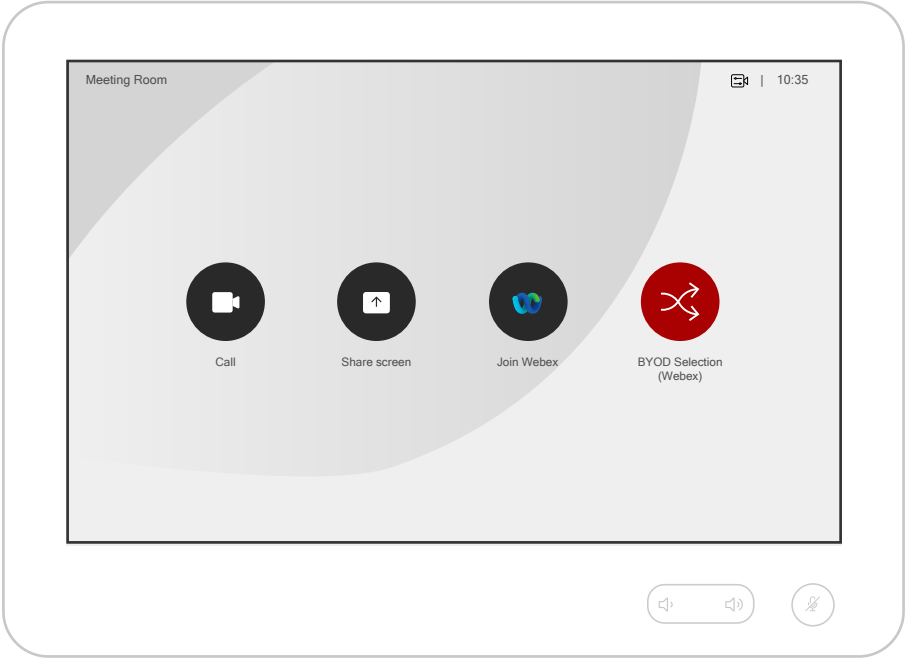 Meeting Room
| 10:35
Call
Share screen
Join Webex
BYOD Selection
(Webex)